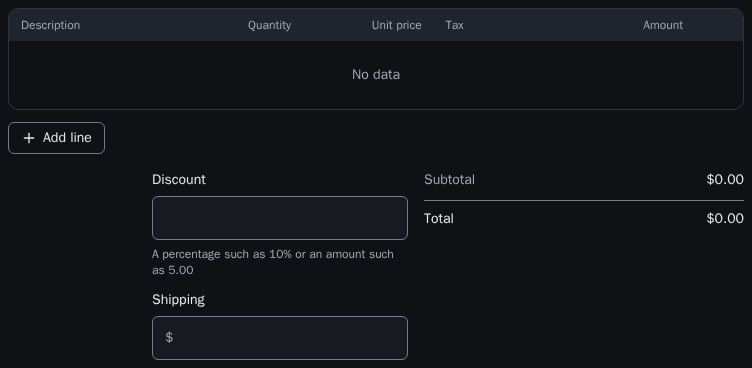 Description Quantity Unit price Tax Amount
No data
+ Add line
Discount
A percentage such as 10% or an amount such
as 5.00
Shipping
$
Subtotal $0.00
Total $0.00